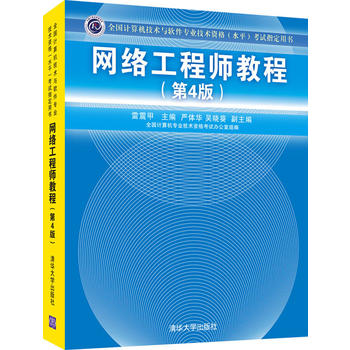 全国计算机技术与软件专业技术资格（水平）考试指定用书
网络工程师教程
（第4版）
雷震甲 主编 严体华 吴晓葵 副主编
全国计算机专业技术资格考试办公室组编
清华大学出版社
全国计算机技术与软件专业
技术资格（水平）考试指定用书
网络工程师教程
（第4版）
清华大学出版社